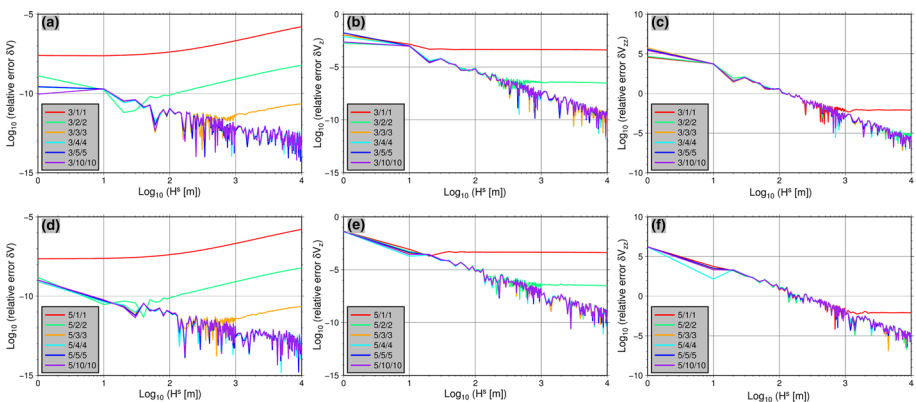 (a)
Log10 (relative error δV)
−5
−10
−15
3/1/1
3/2/2
3/3/3
3/4/4
3/5/5
3/10/10
0 1 2 3 4
Log10 (Hs [m])
(b)
Log10 (relative error δVz)
0
−5
−10
−15
3/1/1
3/2/2
3/3/3
3/4/4
3/5/5
3/10/10
0 1 2 3 4
Log10 (Hs [m])
(c)
Log10 (relative error δVzz)
10
5
0
−5
−10
3/1/1
3/2/2
3/3/3
3/4/4
3/5/5
3/10/10
0 1 2 3 4
Log10 (Hs [m])
(d)
Log10 (relative error δV)
−5
−10
−15
5/1/1
5/2/2
5/3/3
5/4/4
5/5/5
5/10/10
0 1 2 3 4
Log10 (Hs [m])
(e)
Log10 (relative error δVz)
0
−5
−10
−15
5/1/1
5/2/2
5/3/3
5/4/4
5/5/5
5/10/10
0 1 2 3 4
Log10 (Hs [m])
(f)
Log10 (relative error δVzz)
10
5
0
−5
−10
5/1/1
5/2/2
5/3/3
5/4/4
5/5/5
5/10/10
0 1 2 3 4
Log10 (Hs [m])